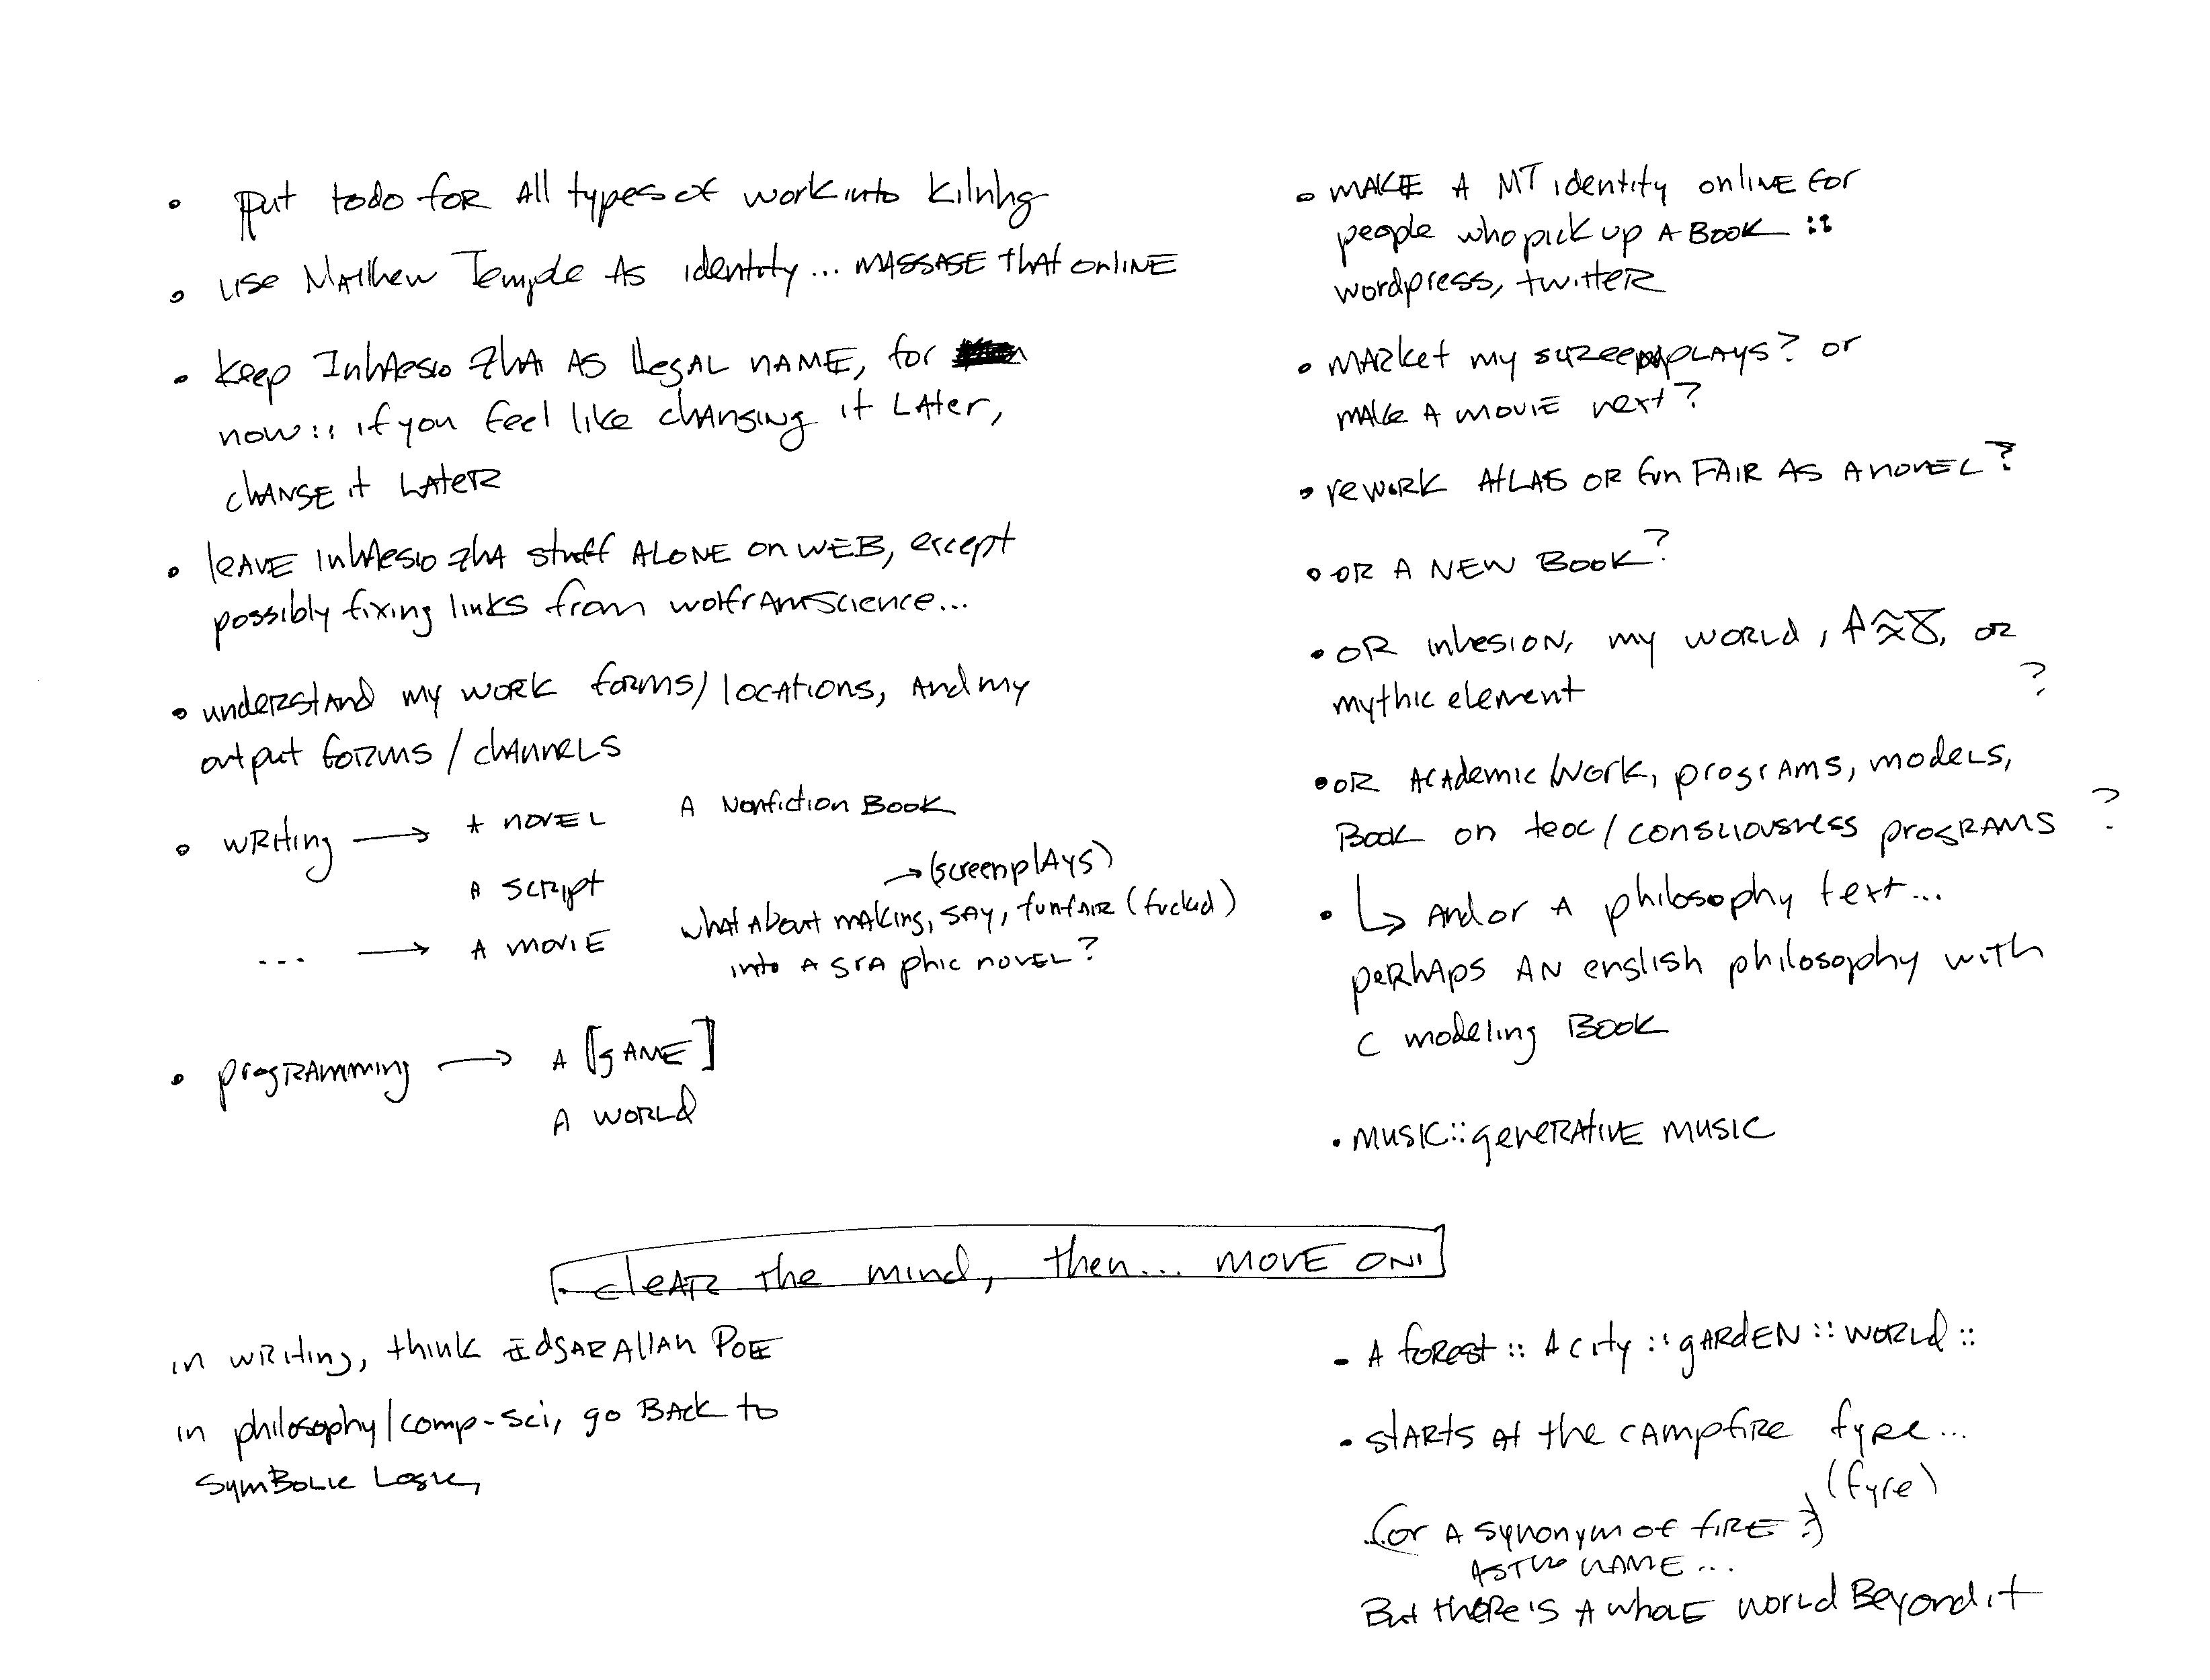 • put todo for all types of work into Kilnhg
• use Matthew Temple as identity... massage that online
• keep Inhaesio Zha as legal name, for
now:: if you feel like changing it later,
change it later
• leave Inhaesio Zha stuff alone on web, except
possibly fixing links from wolframscience...
• understand my work forms/locations, and my
output forms/channels
• writing → a novel   a nonfiction book
a script
→ (screenplays)
... → a movie   what about making, say, funfair (fucked)
into a graphic novel?
• programming → a [game]
a world
• make a MT identity online for
people who pick up a book ::
wordpress, twitter
• market my screenplays? or
make a movie next?
• rework Atlas or fun fair as a novel?
• or a new book?
• or inhesion, my world, or
mythic element ?
• or academic work, programs, models,
book on teoc/consciousness programs ?
• ↳ and or a philosophy text...
perhaps an english philosophy with
C modeling book
• music::generative music
• clear the mind, then... move on!
in writing, think Edgar Allan Poe
in philosophy/comp-sci, go back to
symbolic logic,
- a forest :: a city :: garden :: world ::
- starts at the campfire fyre...
(fyre)
...(or a synonym of fire?)
as the name...
But there's a whole world beyond it